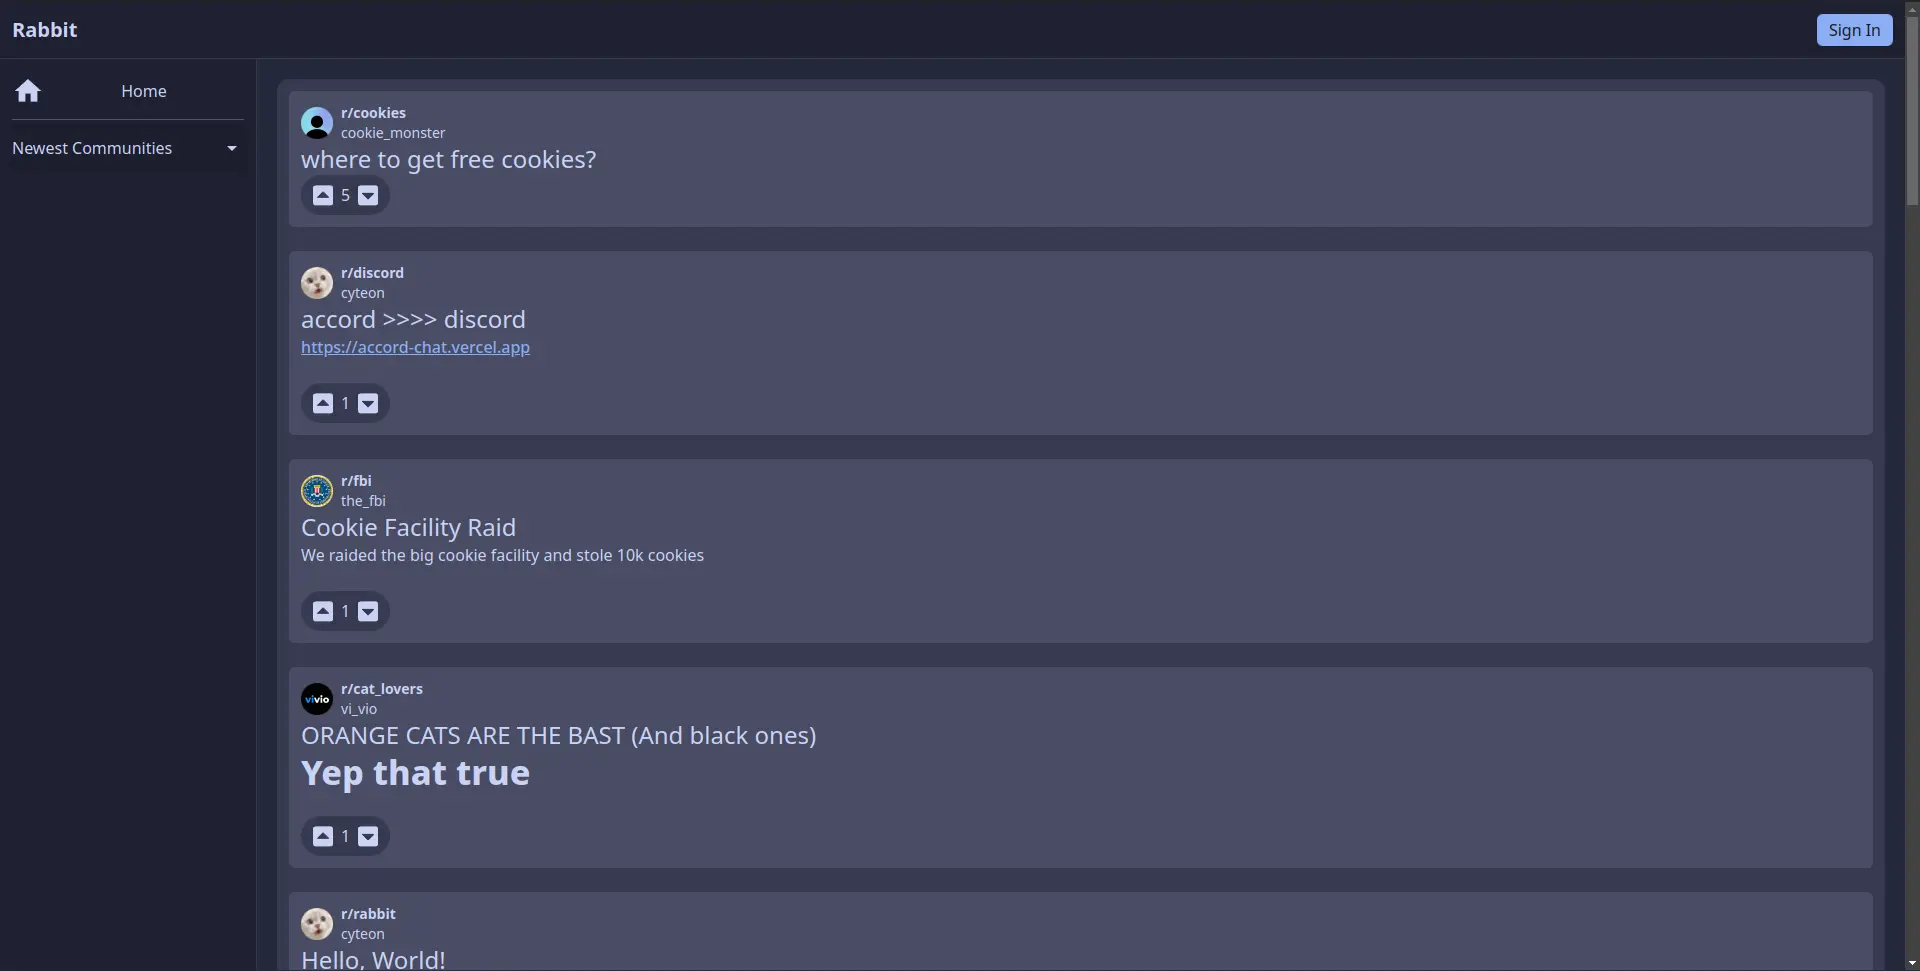 Rabbit
Sign In
Home
Newest Communities
r/cookies
cookie_monster
where to get free cookies?
5
r/discord
cyteon
accord >>>> discord
https://accord-chat.vercel.app
1
r/fbi
the_fbi
Cookie Facility Raid
We raided the big cookie facility and stole 10k cookies
1
vivio
r/cat_lovers
vi_vio
ORANGE CATS ARE THE BAST (And black ones)
Yep that true
1
r/rabbit
cyteon
Hello, World!